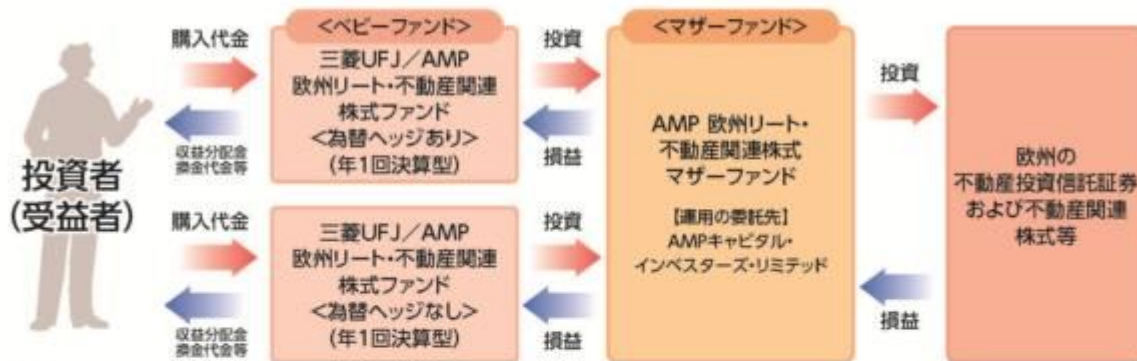 投資者
(受益者)
購入代金
収益分配金
換金代金等
購入代金
収益分配金
換金代金等
<ベビーファンド>
三菱UFJ/AMP
欧州リート・不動産関連
株式ファンド
<為替ヘッジあり>
(年1回決算型)
三菱UFJ/AMP
欧州リート・不動産関連
株式ファンド
<為替ヘッジなし>
(年1回決算型)
投資
損益
投資
損益
<マザーファンド>
AMP 欧州リート・
不動産関連株式
マザーファンド
【運用の委託先】
AMPキャピタル・
インベスターズ・リミテッド
投資
損益
欧州の
不動産投資信託証券
および不動産関連
株式等